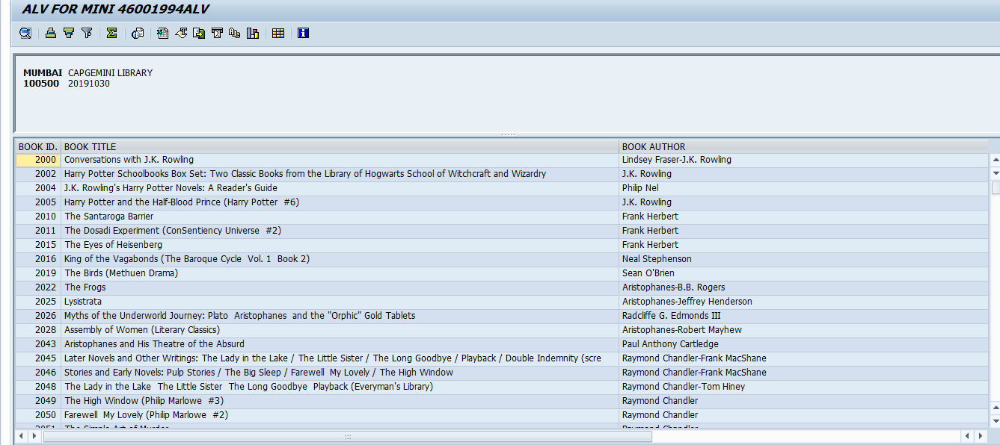 ALV FOR MINI 46001994ALV
MUMBAI CAPGEMINI LIBRARY
100500 20191030
BOOK ID. BOOK TITLE BOOK AUTHOR
2000 Conversations with J.K. Rowling Lindsey Fraser-J.K. Rowling
2002 Harry Potter Schoolbooks Box Set: Two Classic Books from the Library of Hogwarts School of Witchcraft and Wizardry J.K. Rowling
2004 J.K. Rowling's Harry Potter Novels: A Reader's Guide Philip Nel
2005 Harry Potter and the Half-Blood Prince (Harry Potter #6) J.K. Rowling
2010 The Santaroga Barrier Frank Herbert
2011 The Dosadi Experiment (ConSentiency Universe #2) Frank Herbert
2015 The Eyes of Heisenberg Frank Herbert
2016 King of the Vagabonds (The Baroque Cycle Vol. 1 Book 2) Neal Stephenson
2019 The Birds (Methuen Drama) Sean O'Brien
2022 The Frogs Aristophanes-B.B. Rogers
2025 Lysistrata Aristophanes-Jeffrey Henderson
2026 Myths of the Underworld Journey: Plato Aristophanes and the "Orphic" Gold Tablets Radcliffe G. Edmonds III
2028 Assembly of Women (Literary Classics) Aristophanes-Robert Mayhew
2043 Aristophanes and His Theatre of the Absurd Paul Anthony Cartledge
2045 Later Novels and Other Writings: The Lady in the Lake / The Little Sister / The Long Goodbye / Playback / Double Indemnity (scre Raymond Chandler-Frank MacShane
2046 Stories and Early Novels: Pulp Stories / The Big Sleep / Farewell My Lovely / The High Window Raymond Chandler-Frank MacShane
2048 The Lady in the Lake The Little Sister The Long Goodbye Playback (Everyman's Library) Raymond Chandler-Tom Hiney
2049 The High Window (Philip Marlowe #3) Raymond Chandler
2050 Farewell My Lovely (Philip Marlowe #2) Raymond Chandler
2051 The Simple Art of Murder Raymond Chandler